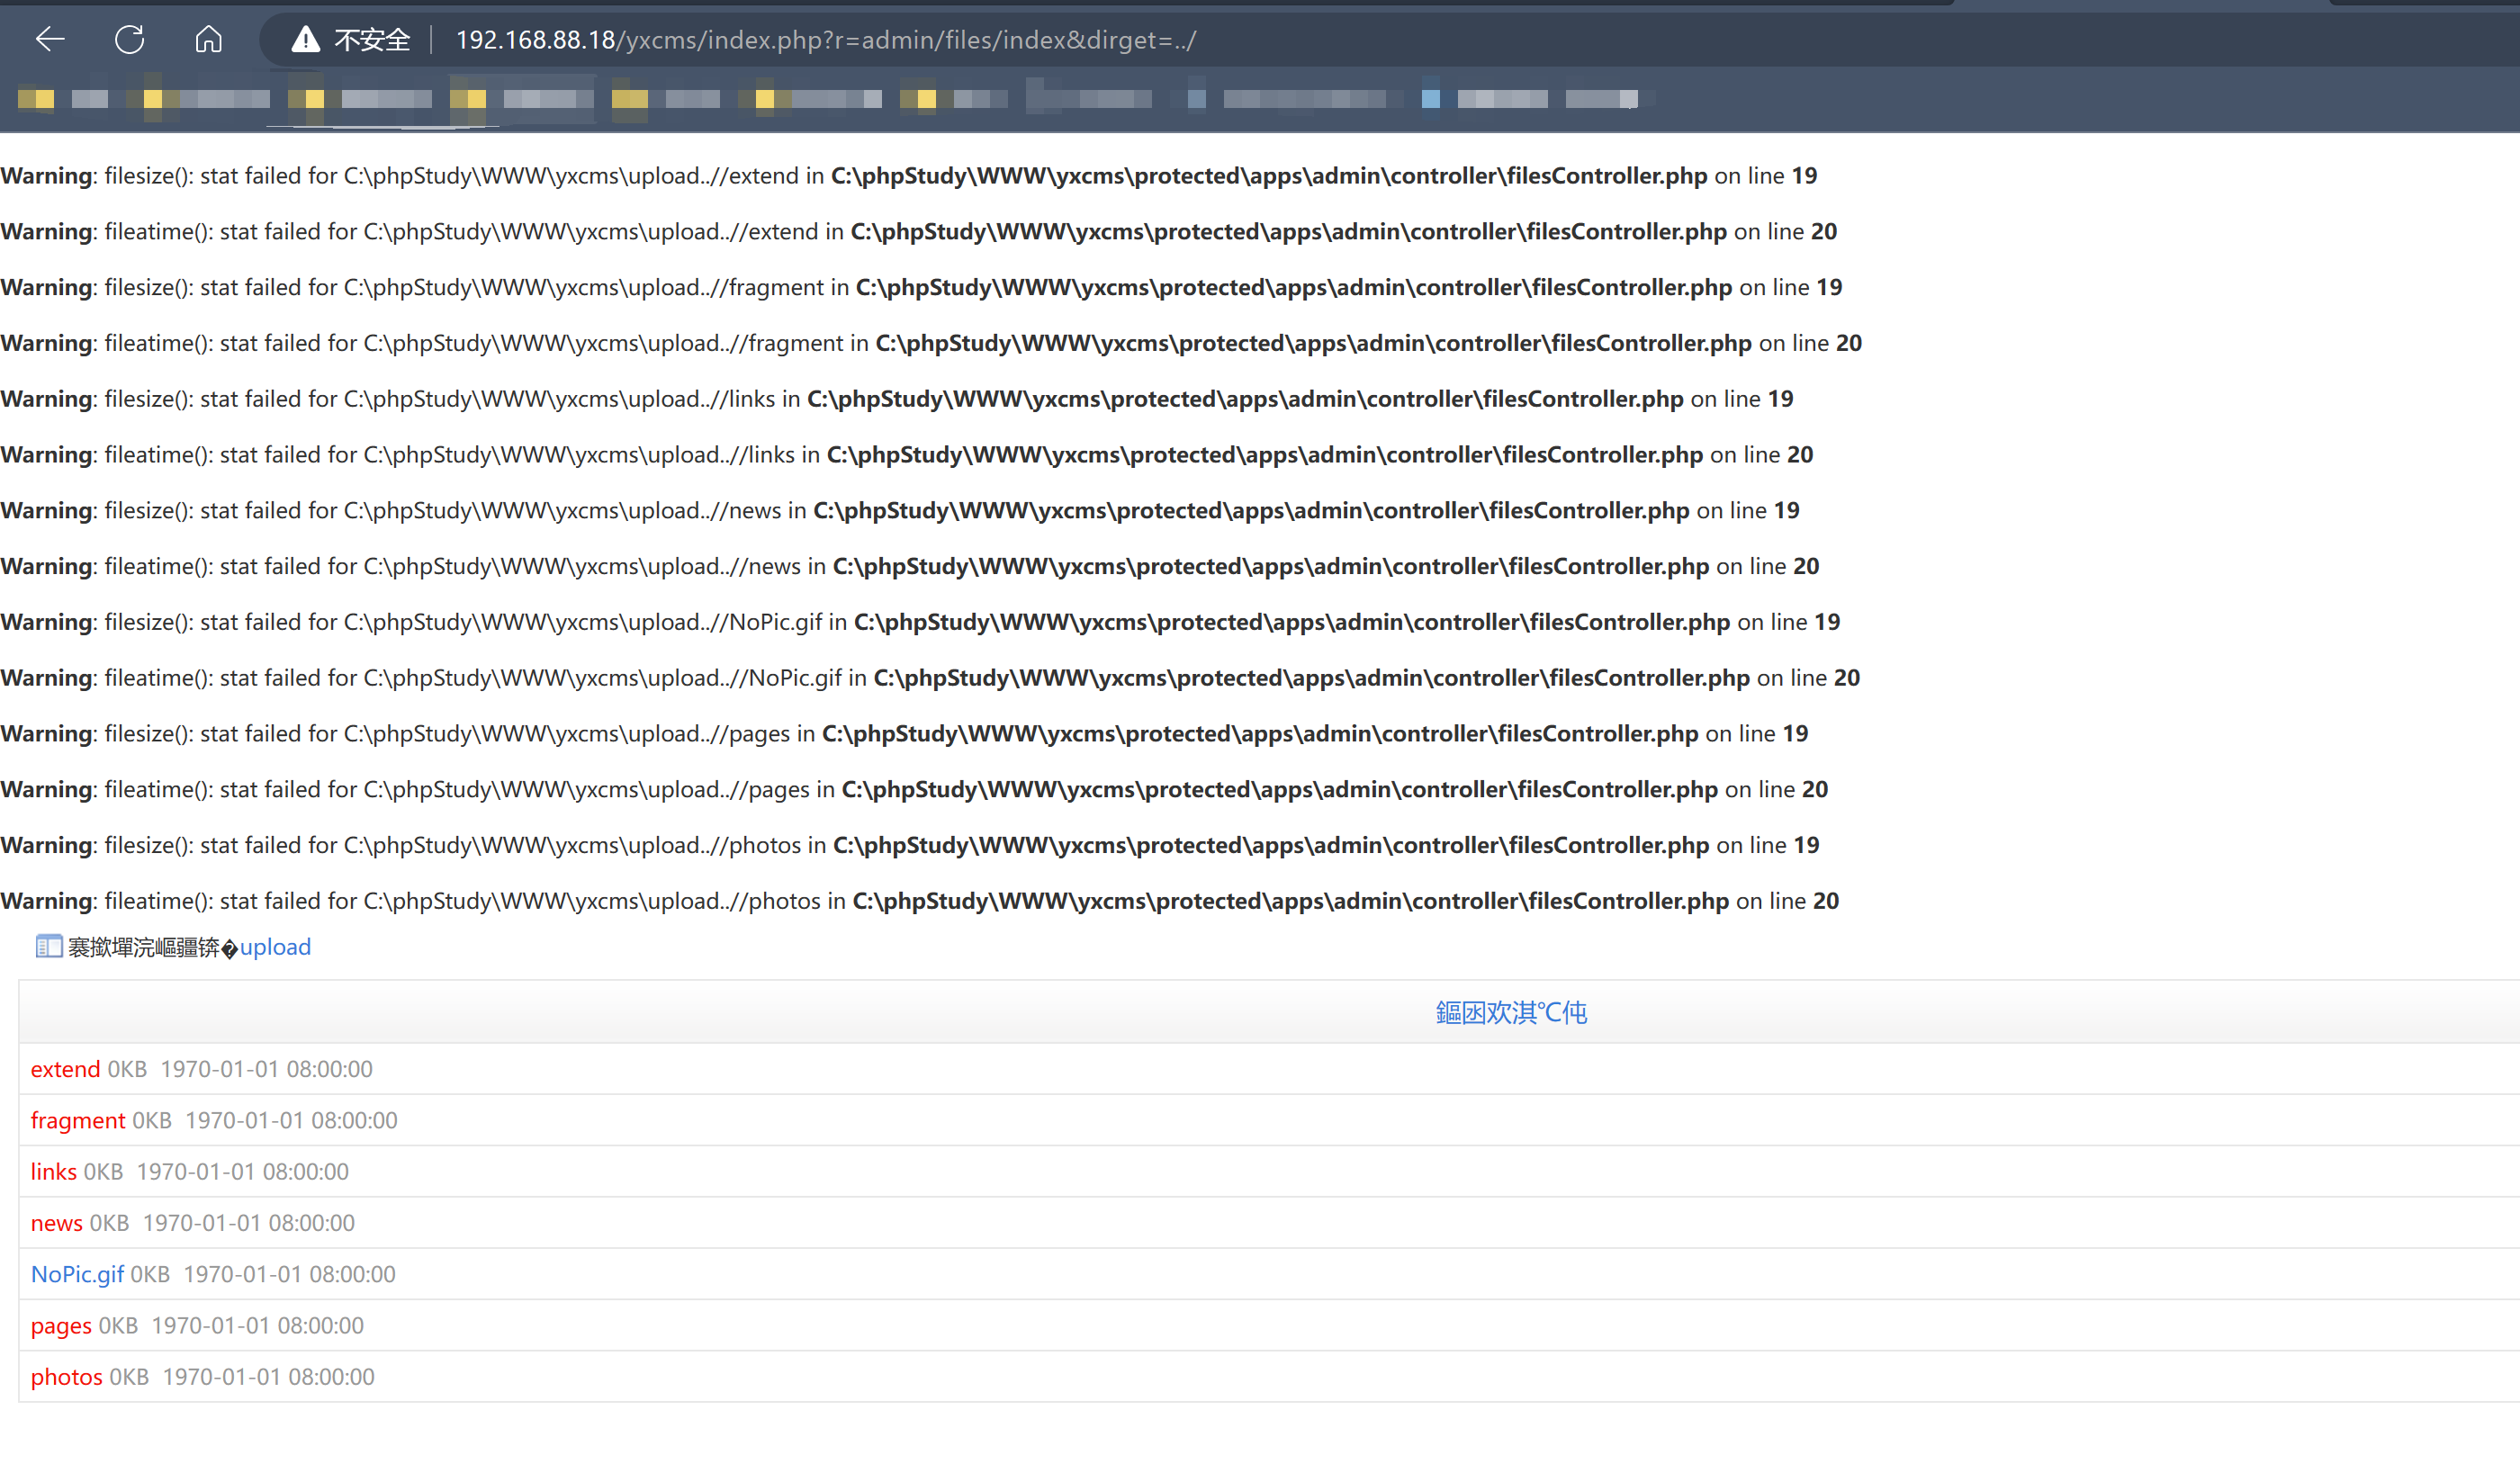 不安全 192.168.88.18/yxcms/index.php?r=admin/files/index&dirget=../
Warning: filesize(): stat failed for C:\phpStudy\WWW\yxcms\upload..//extend in C:\phpStudy\WWW\yxcms\protected\apps\admin\controller\filesController.php on line 19
Warning: fileatime(): stat failed for C:\phpStudy\WWW\yxcms\upload..//extend in C:\phpStudy\WWW\yxcms\protected\apps\admin\controller\filesController.php on line 20
Warning: filesize(): stat failed for C:\phpStudy\WWW\yxcms\upload..//fragment in C:\phpStudy\WWW\yxcms\protected\apps\admin\controller\filesController.php on line 19
Warning: fileatime(): stat failed for C:\phpStudy\WWW\yxcms\upload..//fragment in C:\phpStudy\WWW\yxcms\protected\apps\admin\controller\filesController.php on line 20
Warning: filesize(): stat failed for C:\phpStudy\WWW\yxcms\upload..//links in C:\phpStudy\WWW\yxcms\protected\apps\admin\controller\filesController.php on line 19
Warning: fileatime(): stat failed for C:\phpStudy\WWW\yxcms\upload..//links in C:\phpStudy\WWW\yxcms\protected\apps\admin\controller\filesController.php on line 20
Warning: filesize(): stat failed for C:\phpStudy\WWW\yxcms\upload..//news in C:\phpStudy\WWW\yxcms\protected\apps\admin\controller\filesController.php on line 19
Warning: fileatime(): stat failed for C:\phpStudy\WWW\yxcms\upload..//news in C:\phpStudy\WWW\yxcms\protected\apps\admin\controller\filesController.php on line 20
Warning: filesize(): stat failed for C:\phpStudy\WWW\yxcms\upload..//NoPic.gif in C:\phpStudy\WWW\yxcms\protected\apps\admin\controller\filesController.php on line 19
Warning: fileatime(): stat failed for C:\phpStudy\WWW\yxcms\upload..//NoPic.gif in C:\phpStudy\WWW\yxcms\protected\apps\admin\controller\filesController.php on line 20
Warning: filesize(): stat failed for C:\phpStudy\WWW\yxcms\upload..//pages in C:\phpStudy\WWW\yxcms\protected\apps\admin\controller\filesController.php on line 19
Warning: fileatime(): stat failed for C:\phpStudy\WWW\yxcms\upload..//pages in C:\phpStudy\WWW\yxcms\protected\apps\admin\controller\filesController.php on line 20
Warning: filesize(): stat failed for C:\phpStudy\WWW\yxcms\upload..//photos in C:\phpStudy\WWW\yxcms\protected\apps\admin\controller\filesController.php on line 19
Warning: fileatime(): stat failed for C:\phpStudy\WWW\yxcms\upload..//photos in C:\phpStudy\WWW\yxcms\protected\apps\admin\controller\filesController.php on line 20
upload
extend 0KB 1970-01-01 08:00:00
fragment 0KB 1970-01-01 08:00:00
links 0KB 1970-01-01 08:00:00
news 0KB 1970-01-01 08:00:00
NoPic.gif 0KB 1970-01-01 08:00:00
pages 0KB 1970-01-01 08:00:00
photos 0KB 1970-01-01 08:00:00